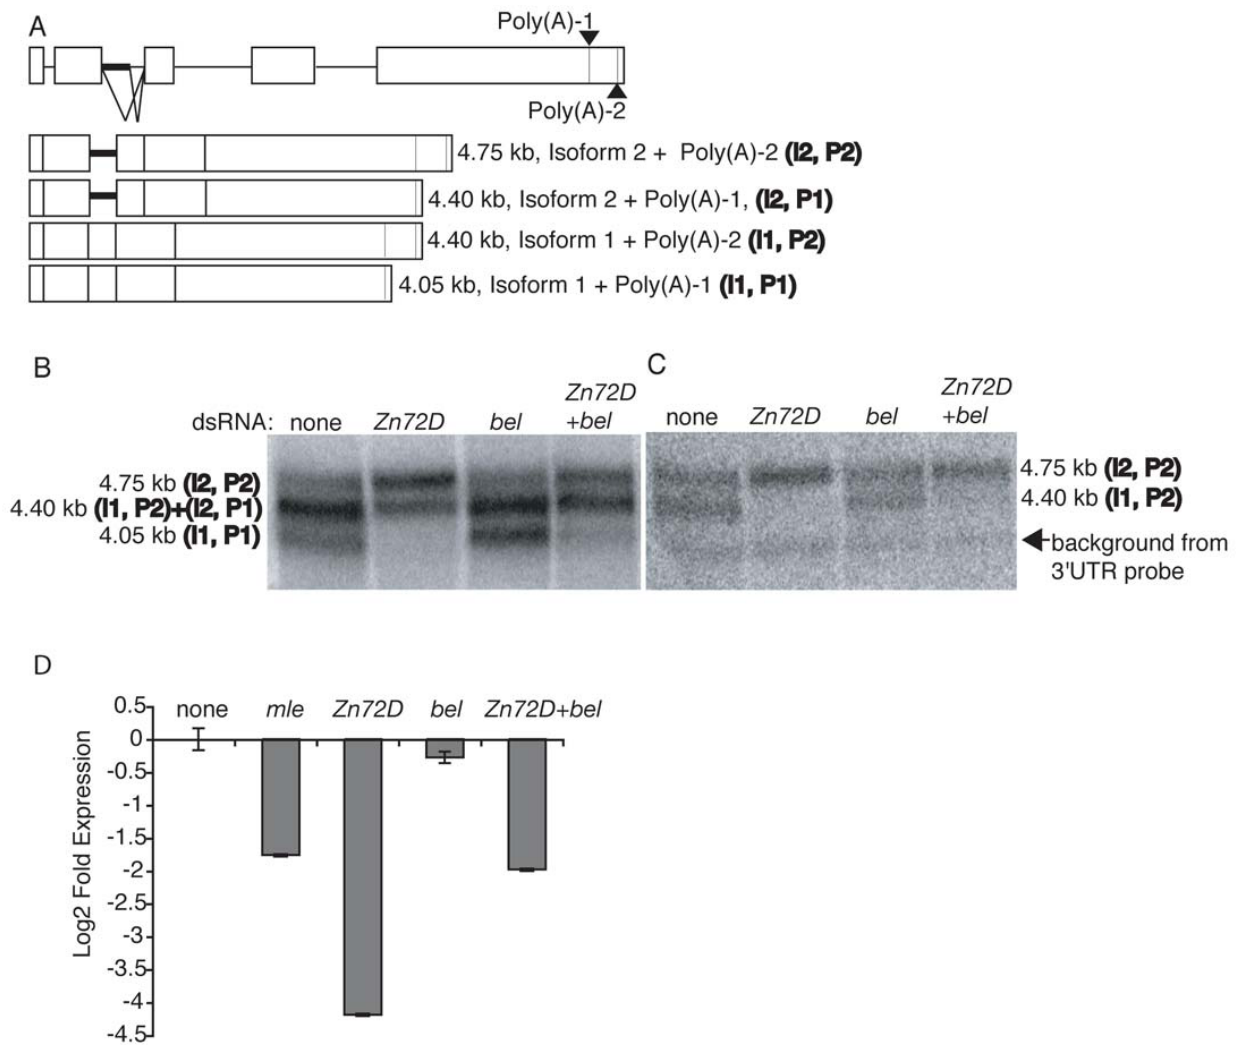 A
Poly(A)-1
Poly(A)-2
4.75 kb, Isoform 2 + Poly(A)-2 (I2, P2)
4.40 kb, Isoform 2 + Poly(A)-1, (I2, P1)
4.40 kb, Isoform 1 + Poly(A)-2 (I1, P2)
4.05 kb, Isoform 1 + Poly(A)-1 (I1, P1)
B
dsRNA: none Zn72D bel Zn72D +bel
4.75 kb (I2, P2)
4.40 kb (I1, P2)+(I2, P1)
4.05 kb (I1, P1)
C
none Zn72D bel Zn72D +bel
4.75 kb (I2, P2)
4.40 kb (I1, P2)
background from
3'UTR probe
D
none mle Zn72D bel Zn72D+bel
Log2 Fold Expression
0.5
0
-0.5
-1
-1.5
-2
-2.5
-3
-3.5
-4
-4.5